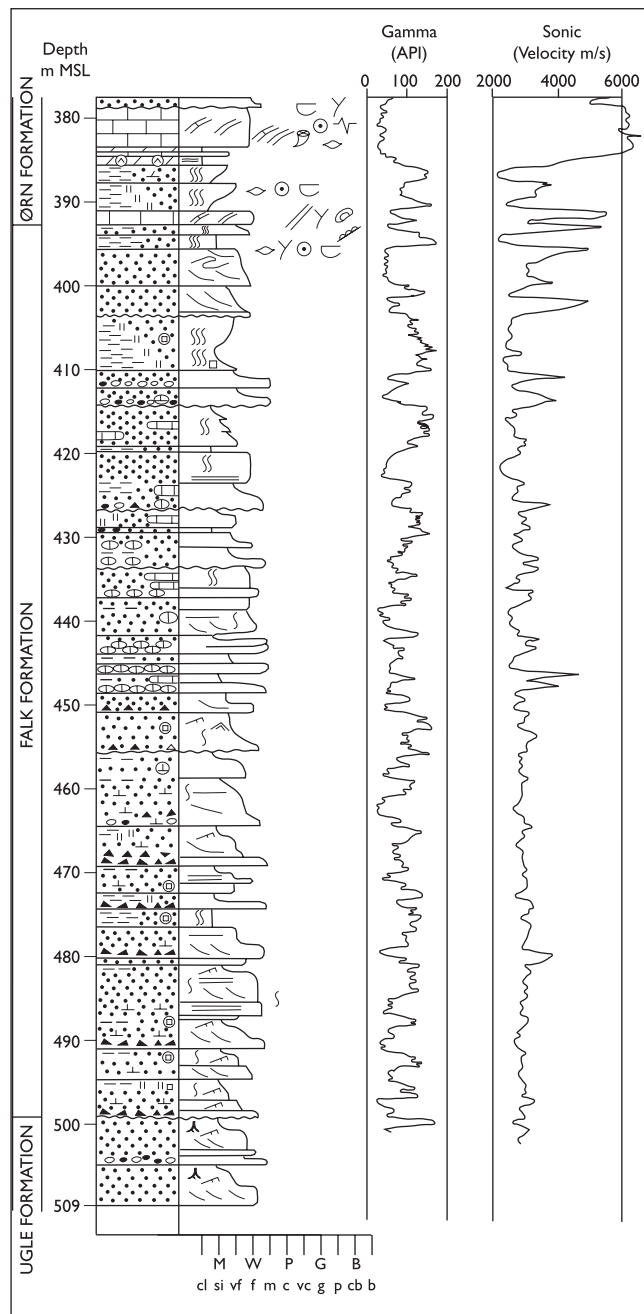 Depth
m MSL
Gamma
(API)
0 100 200
Sonic
(Velocity m/s)
2000 4000 6000
ØRN FORMATION
FALK FORMATION
UGLE FORMATION
380
390
400
410
420
430
440
450
460
470
480
490
500
509
M W P G B
cl si vf f m c vc g p cb b